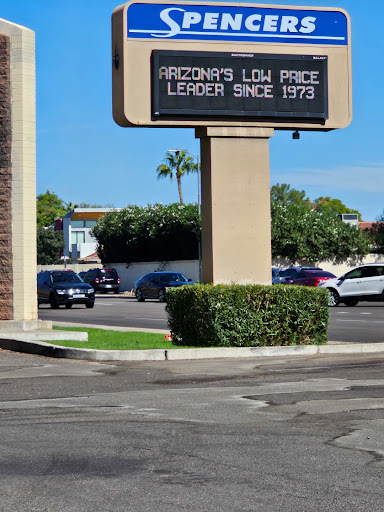 SPENCERS
ARIZONA'S LOW PRICE
LEADER SINCE 1973